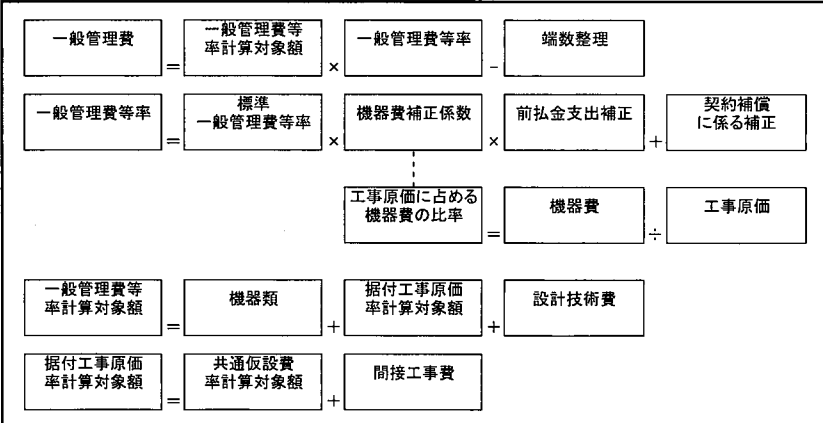 一般管理費 = 一般管理費等率計算対象額 × 一般管理費等率 - 端数整理
一般管理費等率 = 標準一般管理費等率 × 機器費補正係数 × 前払金支出補正 + 契約補償に係る補正
工事原価に占める機器費の比率 = 機器費 ÷ 工事原価
一般管理費等率計算対象額 = 機器類 + 据付工事原価率計算対象額 + 設計技術費
据付工事原価率計算対象額 = 共通仮設費率計算対象額 + 間接工事費